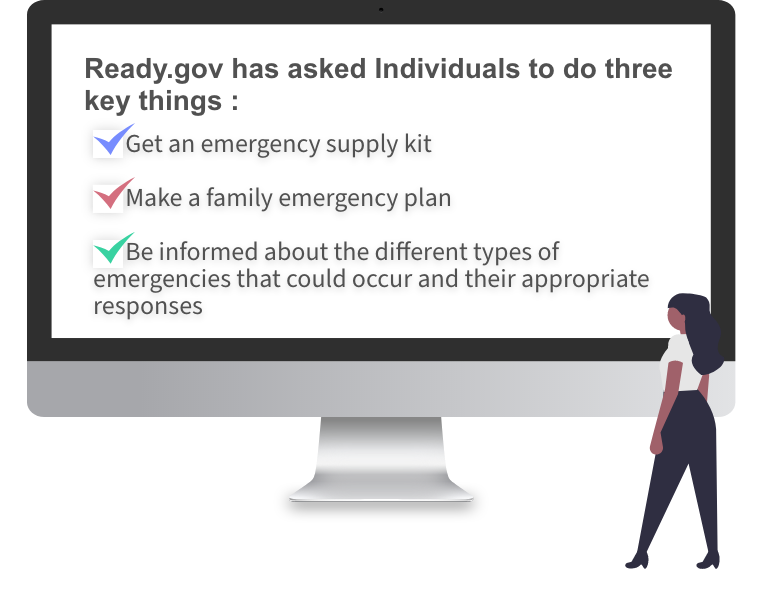 Ready.gov has asked Individuals to do three
key things :
Get an emergency supply kit
Make a family emergency plan
Be informed about the different types of
emergencies that could occur and their appropriate
responses